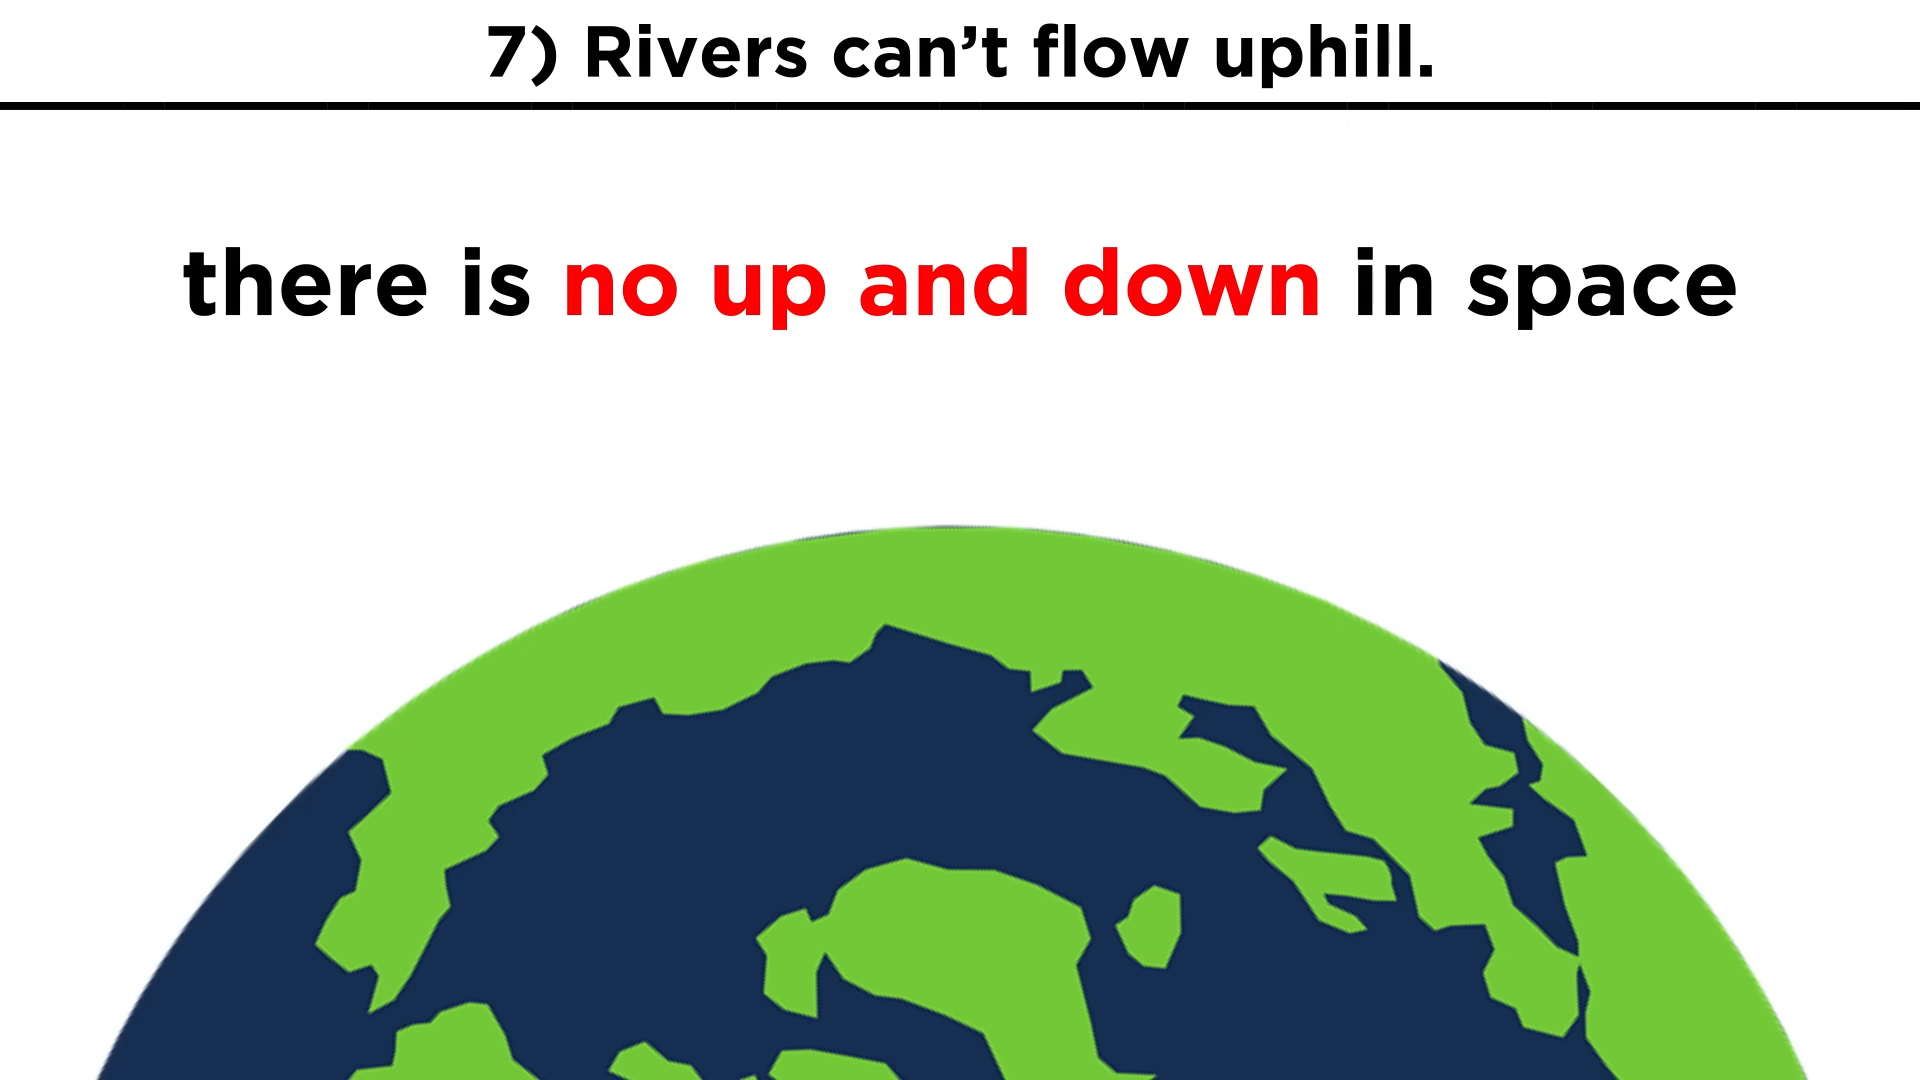 7) Rivers can’t flow uphill.
there is no up and down in space